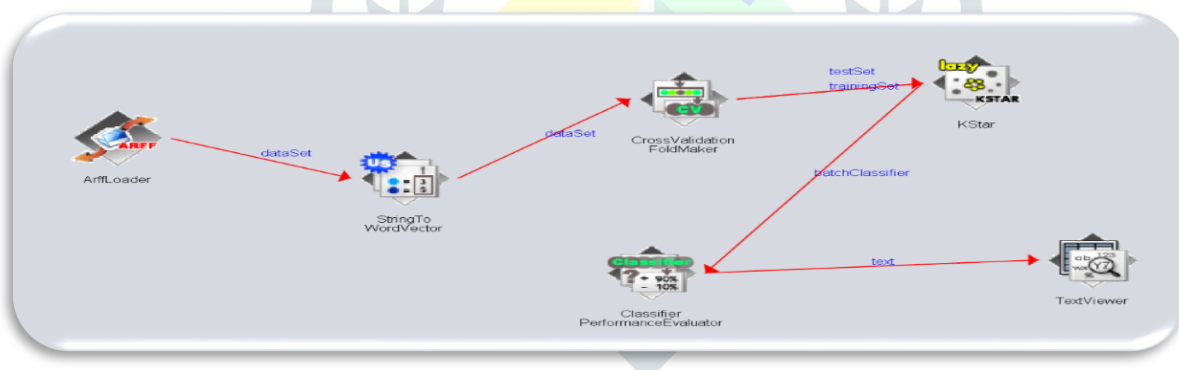 ARFF
ArffLoader
dataSet
Us
StringTo
WordVector
dataSet
CV
CrossValidation
FoldMaker
testSet
trainingSet
lazy
KSTAR
KStar
batchClassifier
Classifier
? + 90%
- 10%
Classifier
PerformanceEvaluator
text
TextViewer